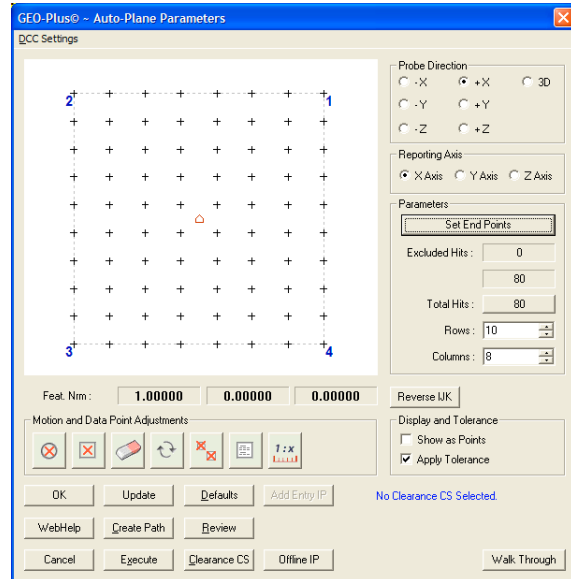 GEO-Plus© ~ Auto-Plane Parameters
DCC Settings
2
1
3
4
Probe Direction
-X +X 3D
-Y +Y
-Z +Z
Reporting Axis
X Axis Y Axis Z Axis
Parameters
Set End Points
Excluded Hits : 0
80
Total Hits : 80
Rows : 10
Columns : 8
Feat. Nrm : 1.00000 0.00000 0.00000 Reverse IJK
Motion and Data Point Adjustments
1:x
Display and Tolerance
Show as Points
Apply Tolerance
OK Update Defaults Add Entry IP No Clearance CS Selected.
WebHelp Create Path Review
Cancel Execute Clearance CS Offline IP Walk Through